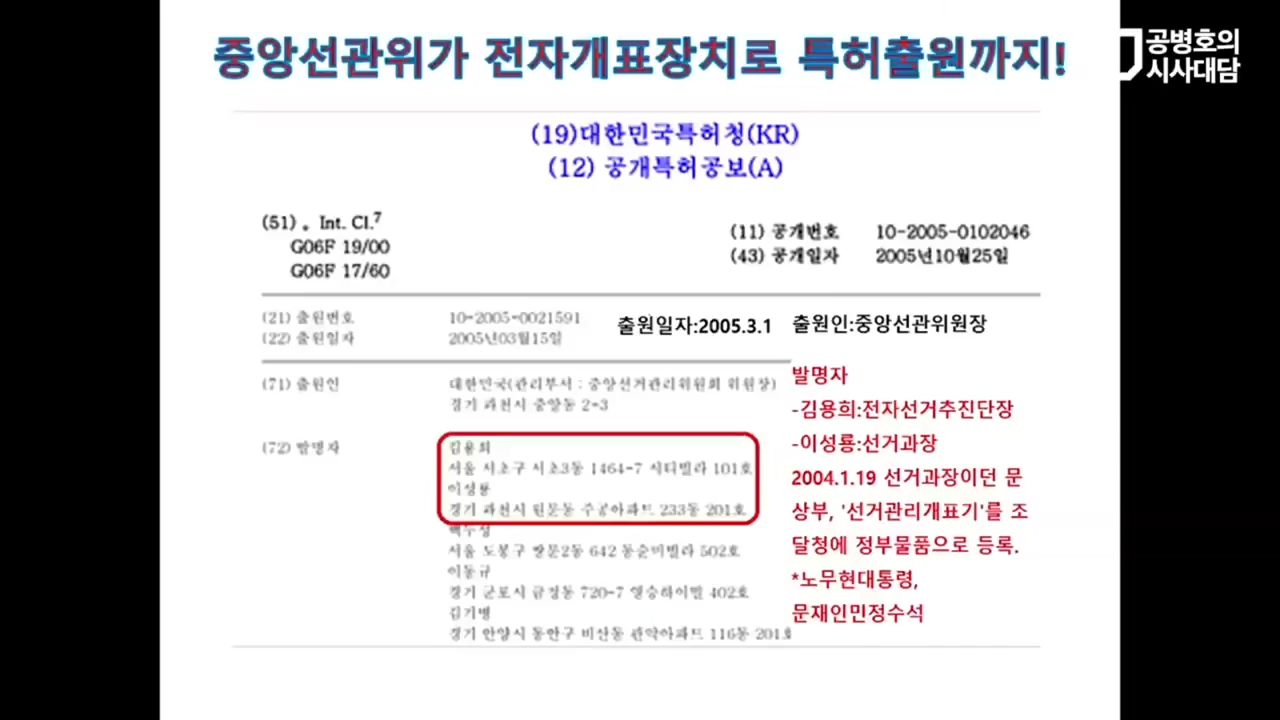 중앙선관위가 전자개표장치로 특허출원까지!
공병호의
시사대담
(19)대한민국특허청(KR)
(12) 공개특허공보(A)
(51) 。 Int. Cl.7
G06F 19/00
G06F 17/60
(11) 공개번호 10-2005-0102046
(43) 공개일자 2005년10월25일
(21) 출원번호 10-2005-0021591
(22) 출원일자 2005년03월15일
출원일자:2005.3.1 출원인:중앙선관위원장
(71) 출원인 대한민국(관리부서 : 중앙선거관리위원회 위원장)
경기 과천시 중앙동 2-3
(72) 발명자 김용희
서울 서초구 서초3동 1464-7 시티빌라 101호
이성룡
경기 과천시 원문동 주공아파트 233동 201호
서울 도봉구 쌍문2동 642 502호
이동규
경기 군포시 금정동 720-7 402호
김기병
경기 안양시 동안구 비산동 관악아파트 116동 201호
발명자
-김용희:전자선거추진단장
-이성룡:선거과장
2004.1.19 선거과장이던 문
상부, '선거관리개표기'를 조
달청에 정부물품으로 등록.
*노무현대통령,
문재인민정수석